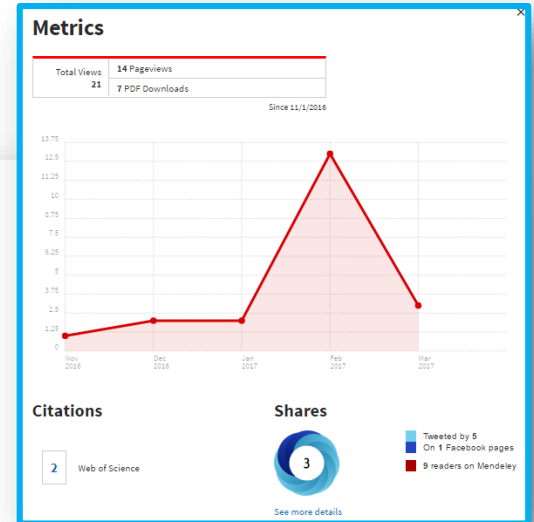 ×
Metrics
Total Views
21
14 Pageviews
7 PDF Downloads
Since 11/1/2016
13.75
12.5
11.25
10
8.75
7.5
6.25
5
3.75
2.5
1.25
0
Nov 2016
Dec 2016
Jan 2017
Feb 2017
Mar 2017
Citations
2 Web of Science
Shares
3
Tweeted by 5
On 1 Facebook pages
9 readers on Mendeley
See more details